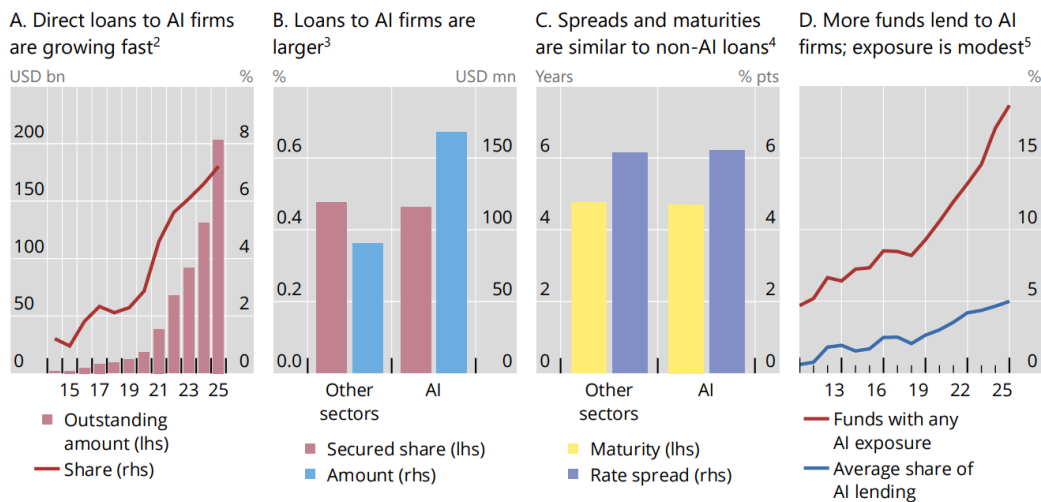 A. Direct loans to AI firms
are growing fast2
USD bn %
200 8
150 6
100 4
50 2
0 0
15 17 19 21 23 25
Outstanding
amount (lhs)
Share (rhs)
B. Loans to AI firms are
larger3
% USD mn
0.6 150
0.4 100
0.2 50
0.0 0
Other
sectors
AI
Secured share (lhs)
Amount (rhs)
C. Spreads and maturities
are similar to non-AI loans4
Years % pts
6 6
4 4
2 2
0 0
Other
sectors
AI
Maturity (lhs)
Rate spread (rhs)
D. More funds lend to AI
firms; exposure is modest5
%
15
10
5
0
13 16 19 22 25
Funds with any
AI exposure
Average share of
AI lending